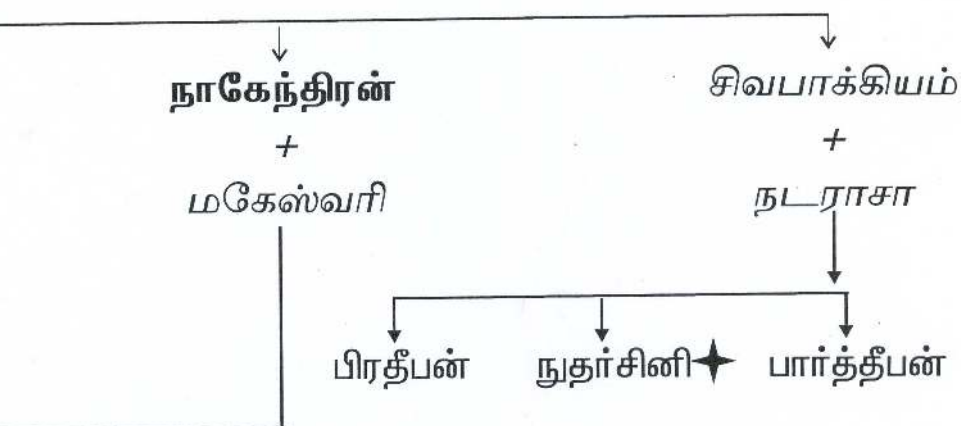 நாகேந்திரன் சிவபாக்கியம்
+ +
மகேஸ்வரி நடராசா
பிரதீபன் நுதர்சினி பார்த்தீபன்